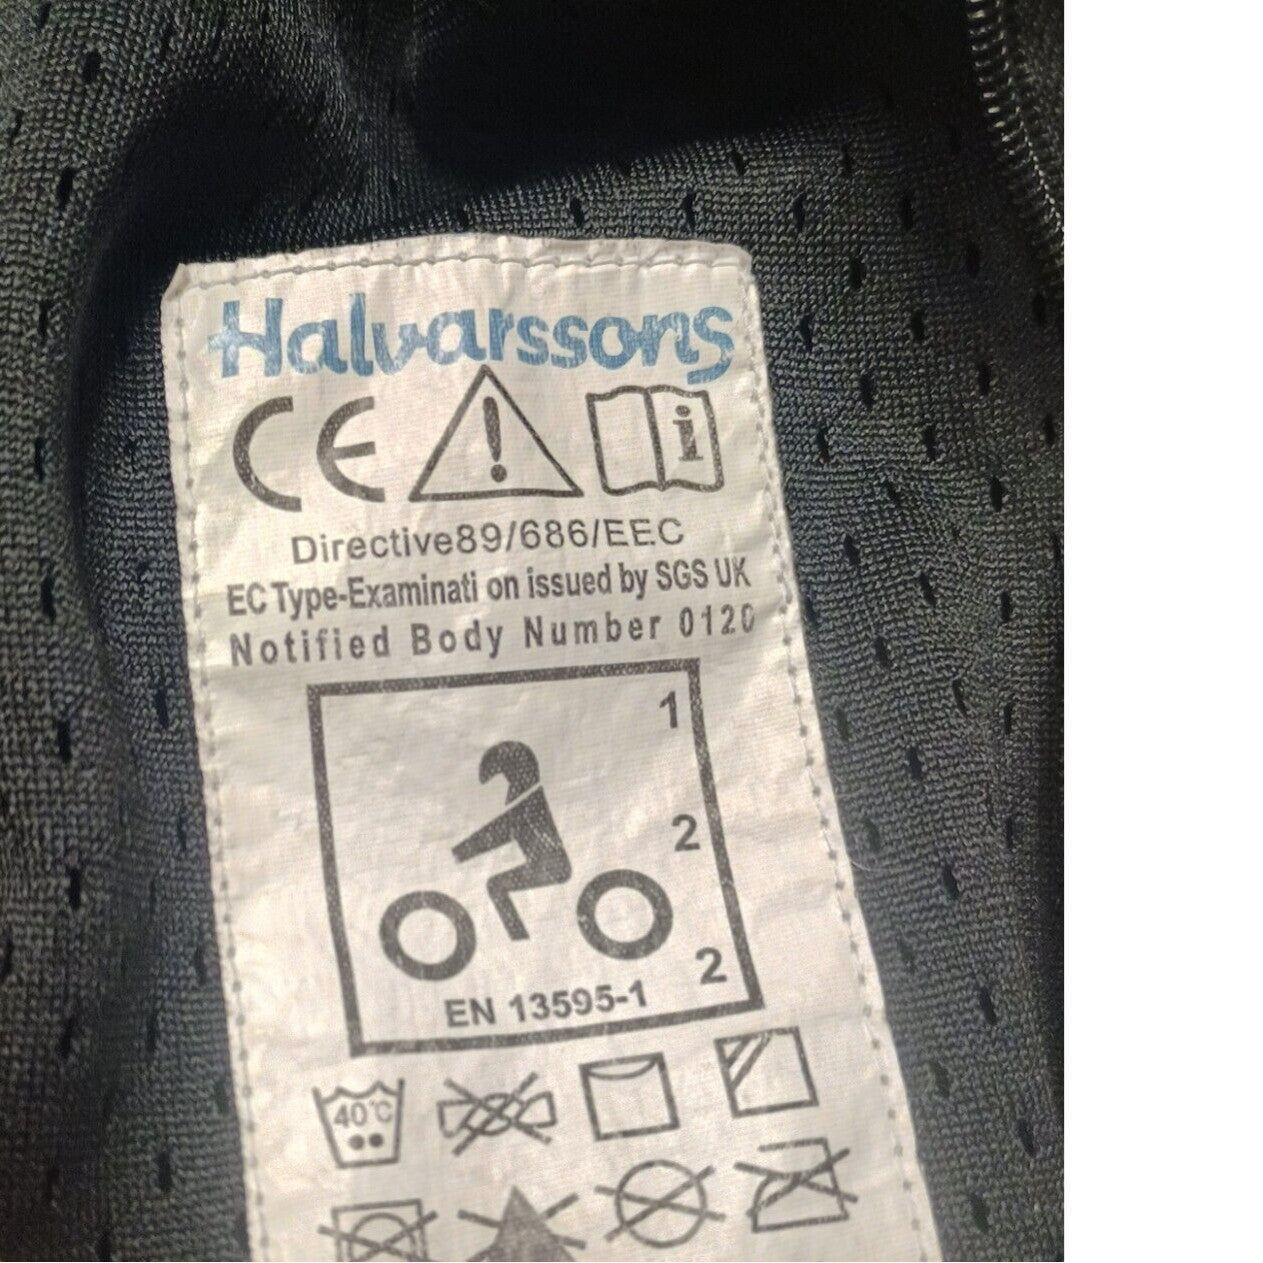 Halvarssons
CE ! i
Directive89/686/EEC
EC Type-Examinati on issued by SGS UK
Notified Body Number 0120
1
2
2
EN 13595-1
40°C